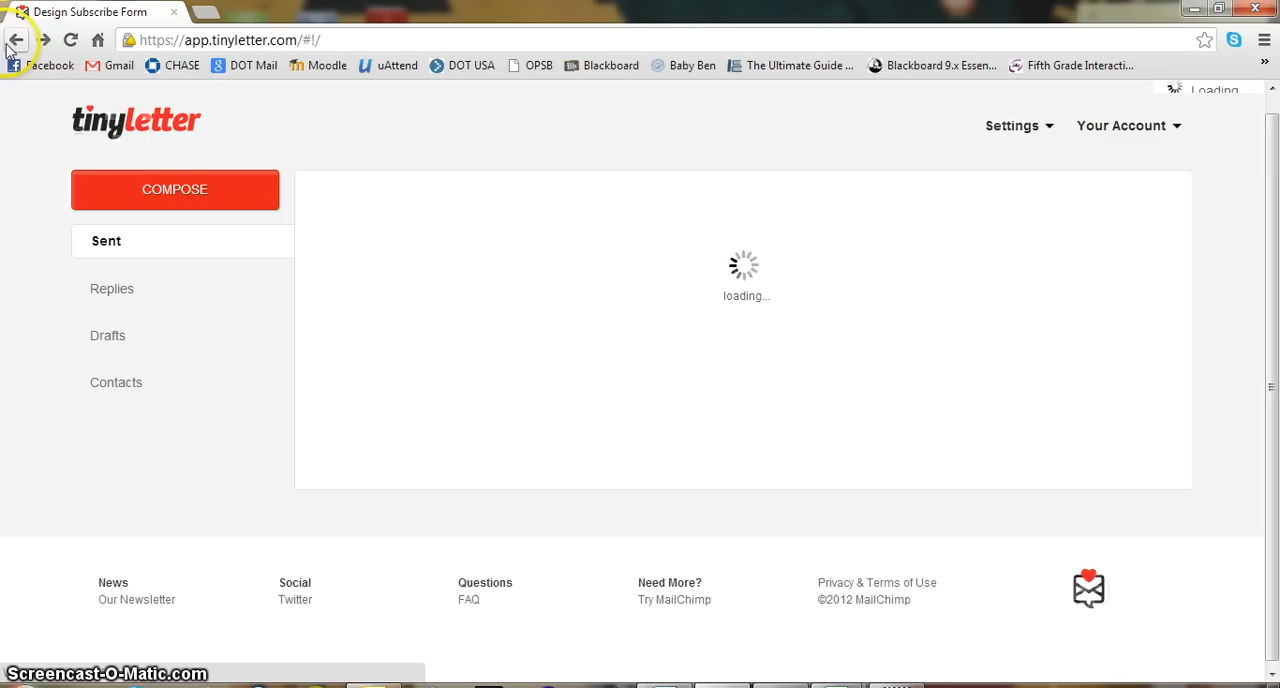 Design Subscribe Form
https://app.tinyletter.com/#!/
Facebook Gmail CHASE DOT Mail Moodle uAttend DOT USA OPSB Blackboard Baby Ben The Ultimate Guide ... Blackboard 9.x Essen... Fifth Grade Interacti... »
Loading
tinyletter
Settings Your Account
COMPOSE
Sent
loading...
Replies
Drafts
Contacts
News Social Questions Need More? Privacy & Terms of Use
Our Newsletter Twitter FAQ Try MailChimp ©2012 MailChimp
Screencast-O-Matic.com